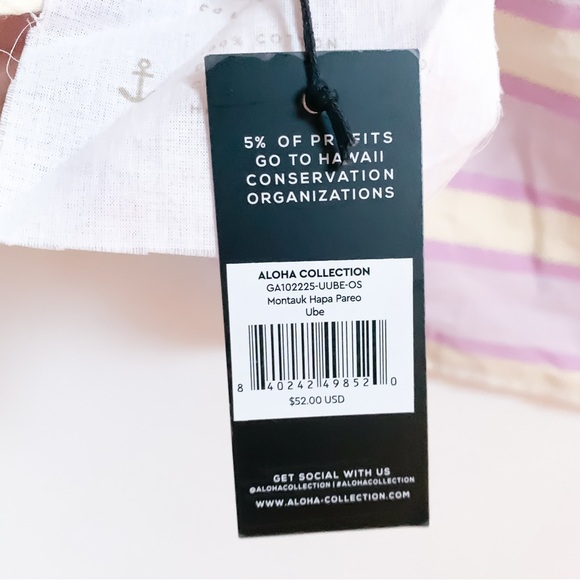 COTTON
5% OF PROFITS
GO TO HAWAII
CONSERVATION
ORGANIZATIONS
ALOHA COLLECTION
GA102225-UUBE-OS
Montauk Hapa Pareo
Ube
8 40242 49852 0
$52.00 USD
GET SOCIAL WITH US
@ALOHACOLLECTION | #ALOHACOLLECTION
WWW.ALOHA-COLLECTION.COM